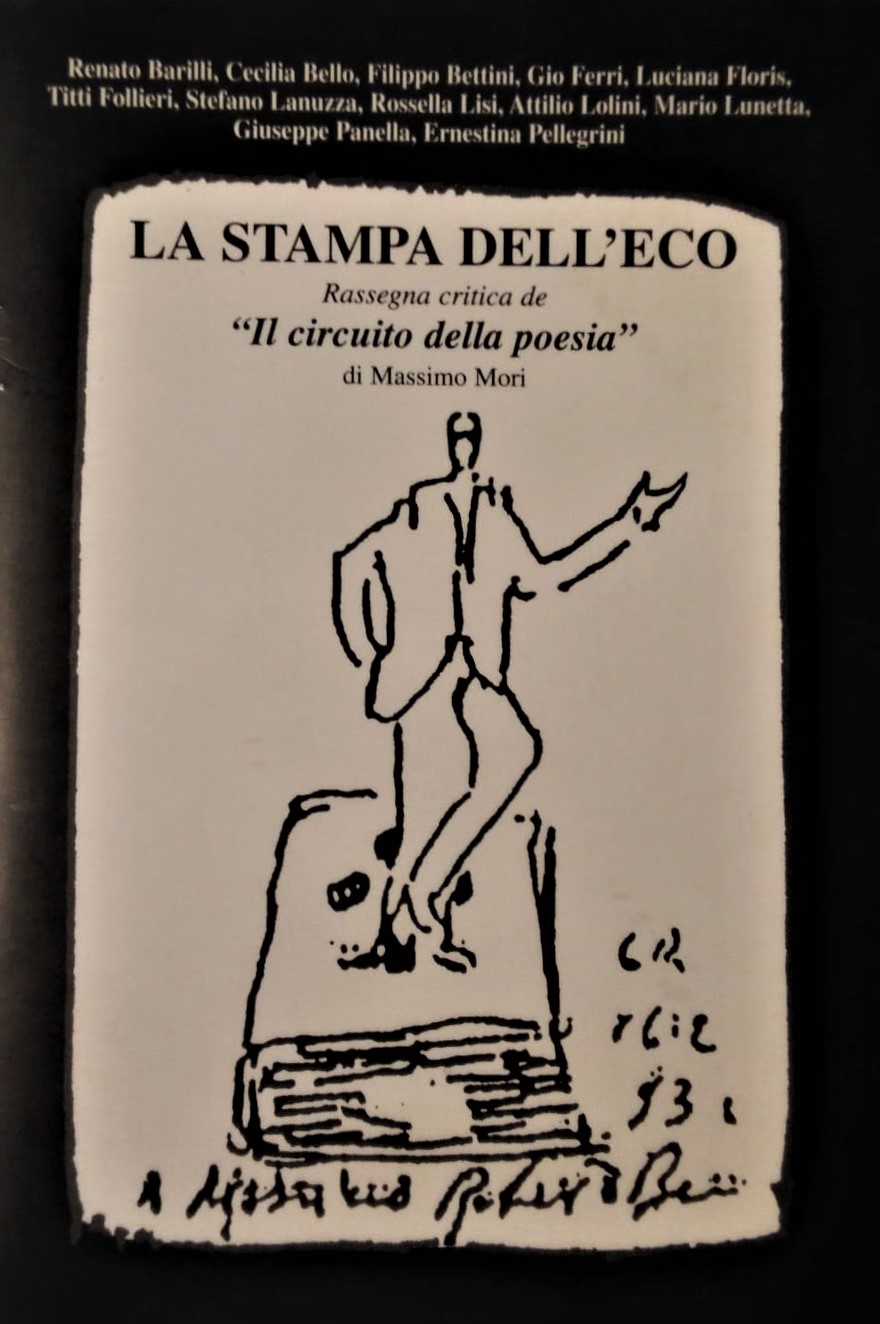 Renato Barilli, Cecilia Bello, Filippo Bettini, Gio Ferri, Luciana Floris,
Titti Follieri, Stefano Lanuzza, Rossella Lisi, Attilio Lolini, Mario Lunetta,
Giuseppe Panella, Ernestina Pellegrini
LA STAMPA DELL’ECO
Rassegna critica de
“Il circuito della poesia”
di Massimo Mori
93
A